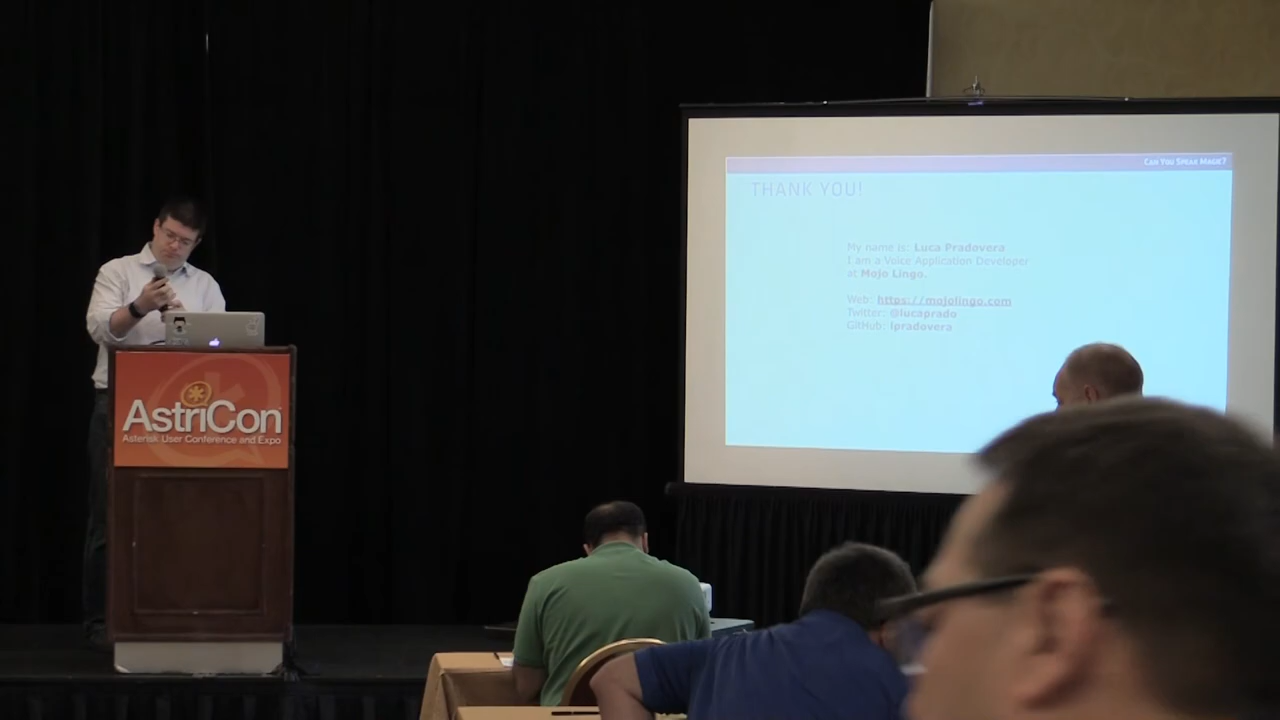 CAN YOU SPEAK MAGIC?
THANK YOU!
My name is: Luca Pradovera
I am a Voice Application Developer
at Mojo Lingo.
Web: https://mojolingo.com
Twitter: @lucaprado
GitHub: lpradovera
AstriCon
Asterisk User Conference and Expo